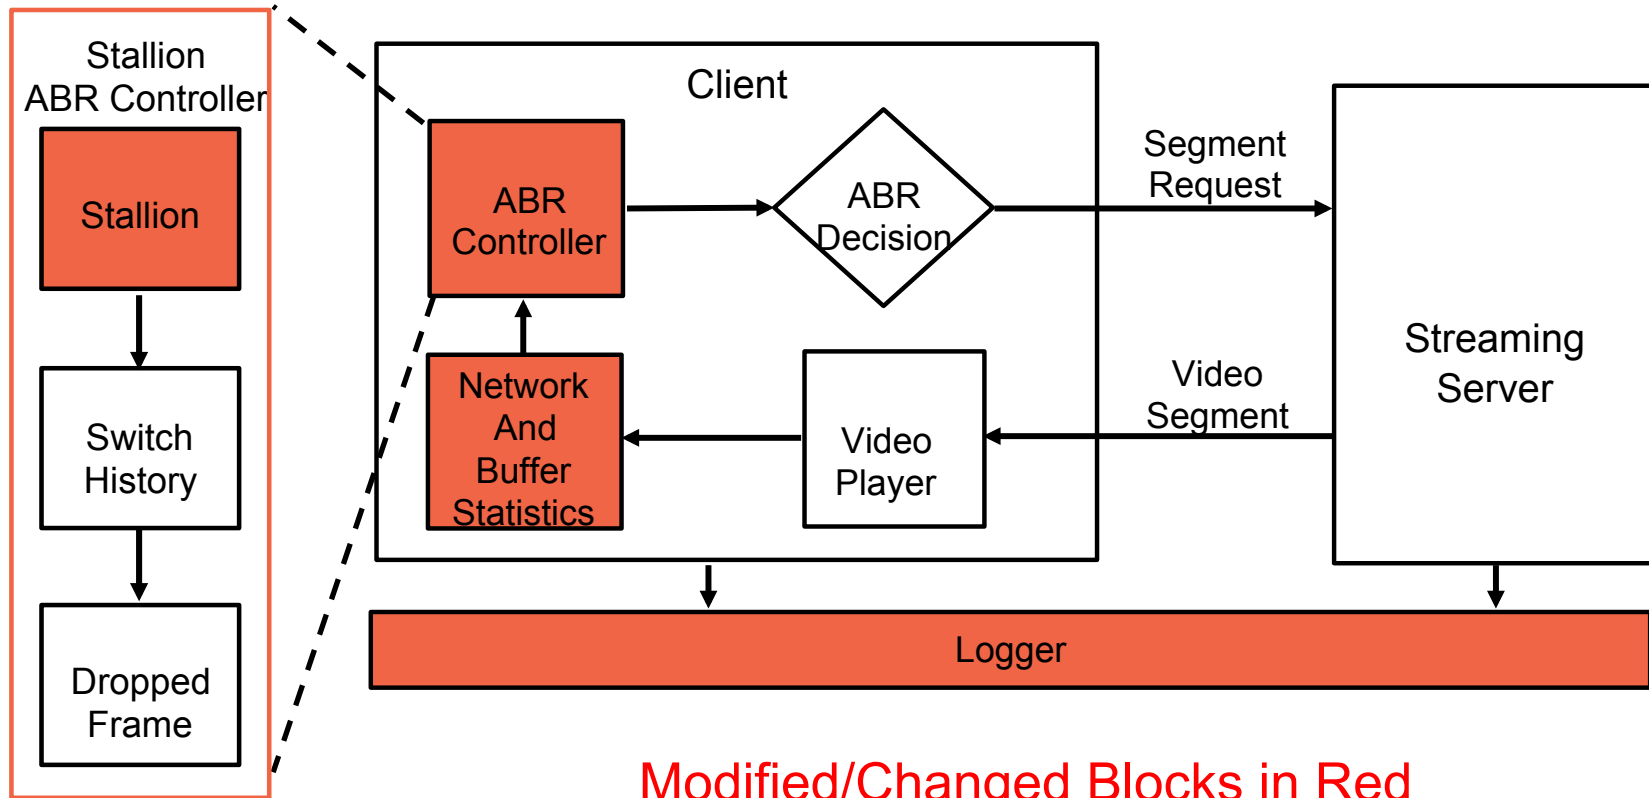 Stallion
ABR Controller
Stallion
Switch
History
Dropped
Frame
Client
ABR
Controller
ABR
Decision
Network
And
Buffer
Statistics
Video
Player
Segment
Request
Video
Segment
Streaming
Server
Logger
Modified/Changed Blocks in Red